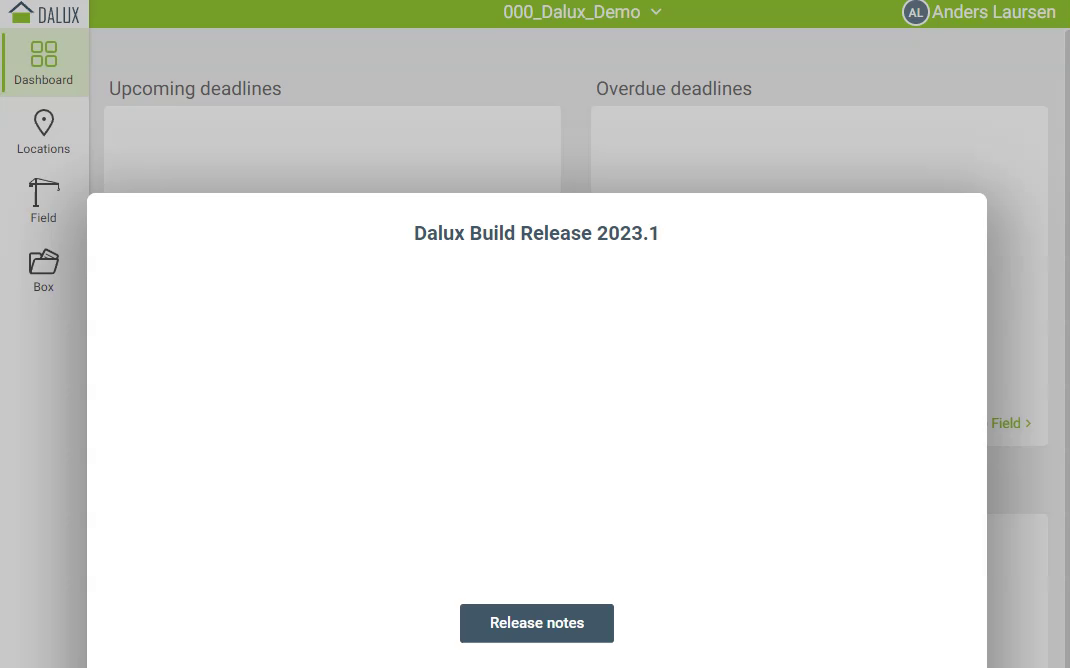 DALUX
000_Dalux_Demo
AL Anders Laursen
Dashboard
Locations
Field
Box
Upcoming deadlines
Overdue deadlines
Dalux Build Release 2023.1
Field >
Release notes